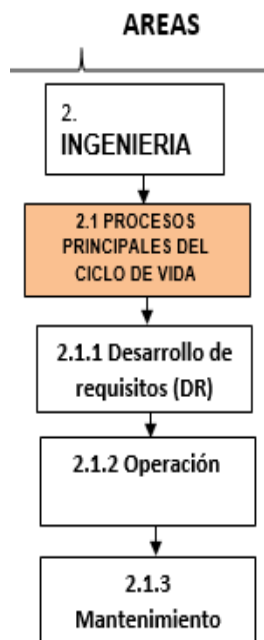 AREAS
2.
INGENIERIA
2.1 PROCESOS
PRINCIPALES DEL
CICLO DE VIDA
2.1.1 Desarrollo de
requisitos (DR)
2.1.2 Operación
2.1.3
Mantenimiento